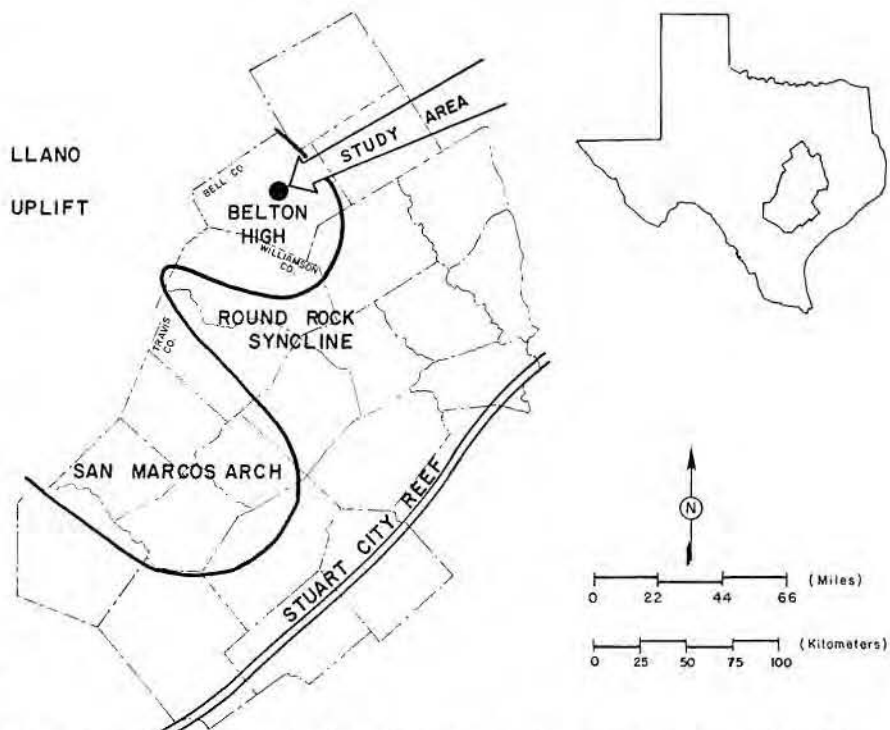 LLANO
UPLIFT
STUDY AREA
BELL CO
BELTON
HIGH
WILLIAMSON
CO.
ROUND ROCK
SYNCLINE
TRAVIS
CO.
SAN MARCOS ARCH
STUART CITY REEF
N
(Miles)
0 22 44 66
(Kilometers)
0 25 50 75 100